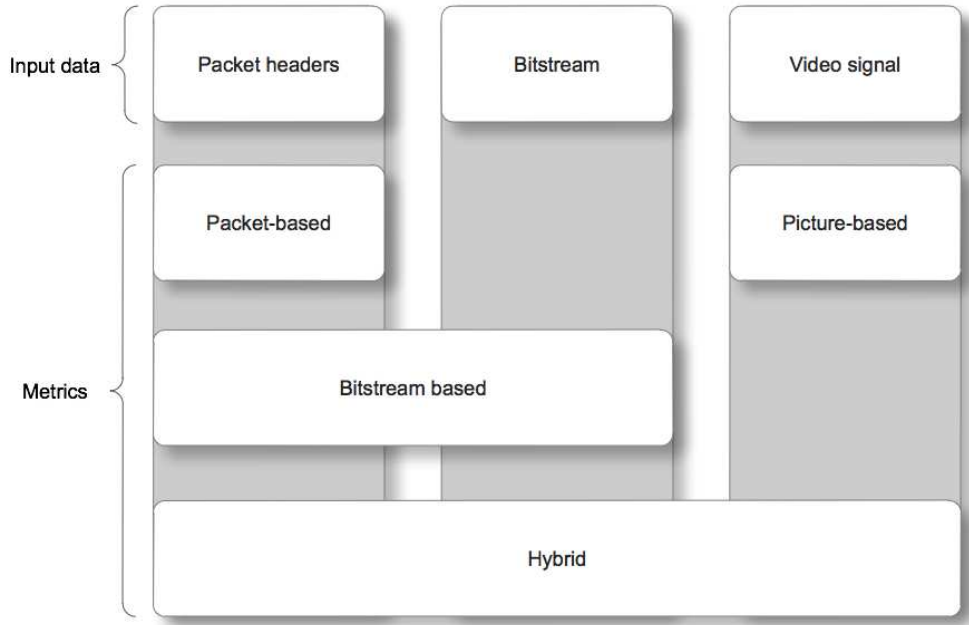 Input data
Packet headers
Bitstream
Video signal
Packet-based
Picture-based
Metrics
Bitstream based
Hybrid